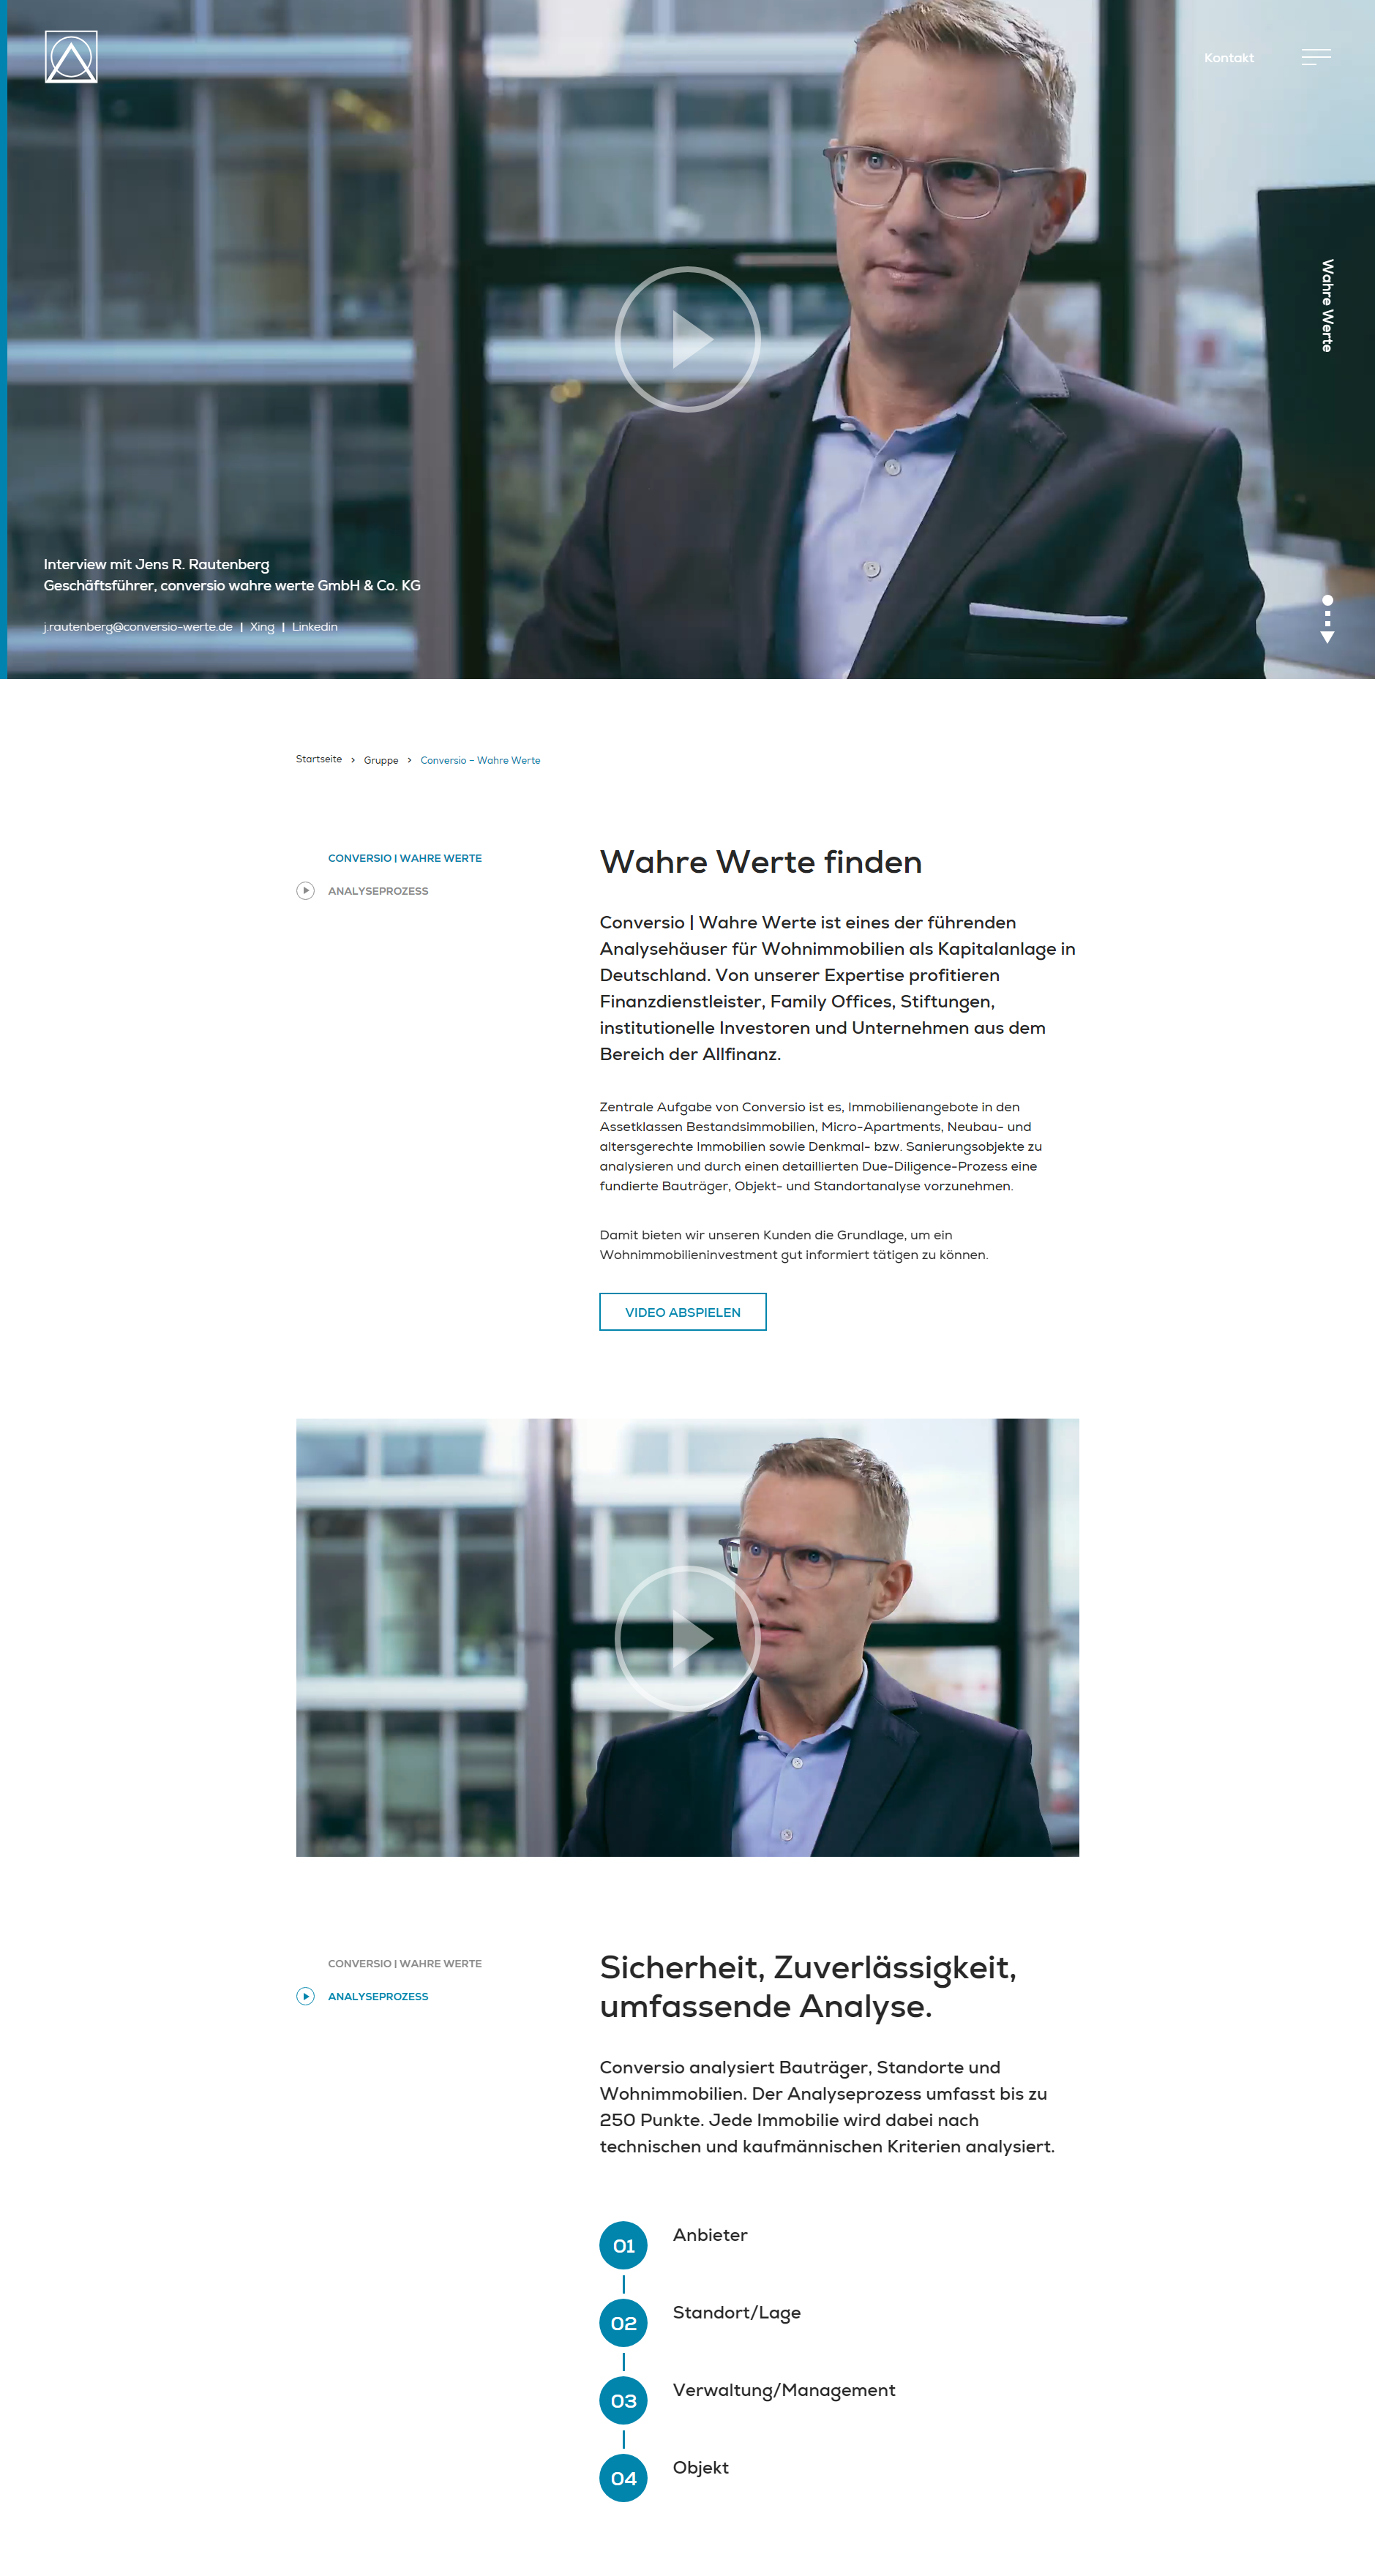 Kontakt
Wahre Werte
Interview mit Jens R. Rautenberg
Geschäftsführer, conversio wahre werte GmbH & Co. KG
j.rautenberg@conversio-werte.de | Xing | Linkedin
Startseite > Gruppe > Conversio – Wahre Werte
CONVERSIO | WAHRE WERTE
ANALYSEPROZESS
Wahre Werte finden
Conversio | Wahre Werte ist eines der führenden
Analysehäuser für Wohnimmobilien als Kapitalanlage in
Deutschland. Von unserer Expertise profitieren
Finanzdienstleister, Family Offices, Stiftungen,
institutionelle Investoren und Unternehmen aus dem
Bereich der Allfinanz.
Zentrale Aufgabe von Conversio ist es, Immobilienangebote in den
Assetklassen Bestandsimmobilien, Micro-Apartments, Neubau- und
altersgerechte Immobilien sowie Denkmal- bzw. Sanierungsobjekte zu
analysieren und durch einen detaillierten Due-Diligence-Prozess eine
fundierte Bauträger, Objekt- und Standortanalyse vorzunehmen.
Damit bieten wir unseren Kunden die Grundlage, um ein
Wohnimmobilieninvestment gut informiert tätigen zu können.
VIDEO ABSPIELEN
CONVERSIO | WAHRE WERTE
ANALYSEPROZESS
Sicherheit, Zuverlässigkeit,
umfassende Analyse.
Conversio analysiert Bauträger, Standorte und
Wohnimmobilien. Der Analyseprozess umfasst bis zu
250 Punkte. Jede Immobilie wird dabei nach
technischen und kaufmännischen Kriterien analysiert.
01 Anbieter
02 Standort/Lage
03 Verwaltung/Management
04 Objekt